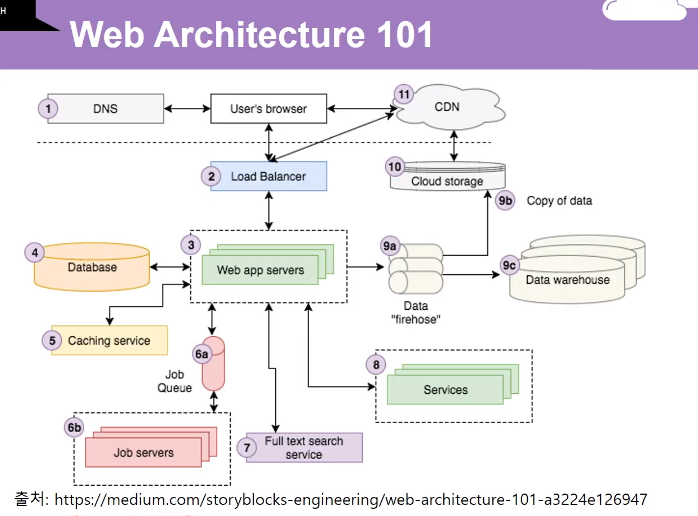 H
Web Architecture 101
1
DNS
User's browser
11
CDN
2
Load Balancer
10
Cloud storage
9b
Copy of data
3
Web app servers
4
Database
9a
Data
"firehose"
9c
Data warehouse
5
Caching service
6a
Job
Queue
8
Services
6b
Job servers
7
Full text search
service
출처: https://medium.com/storyblocks-engineering/web-architecture-101-a3224e126947